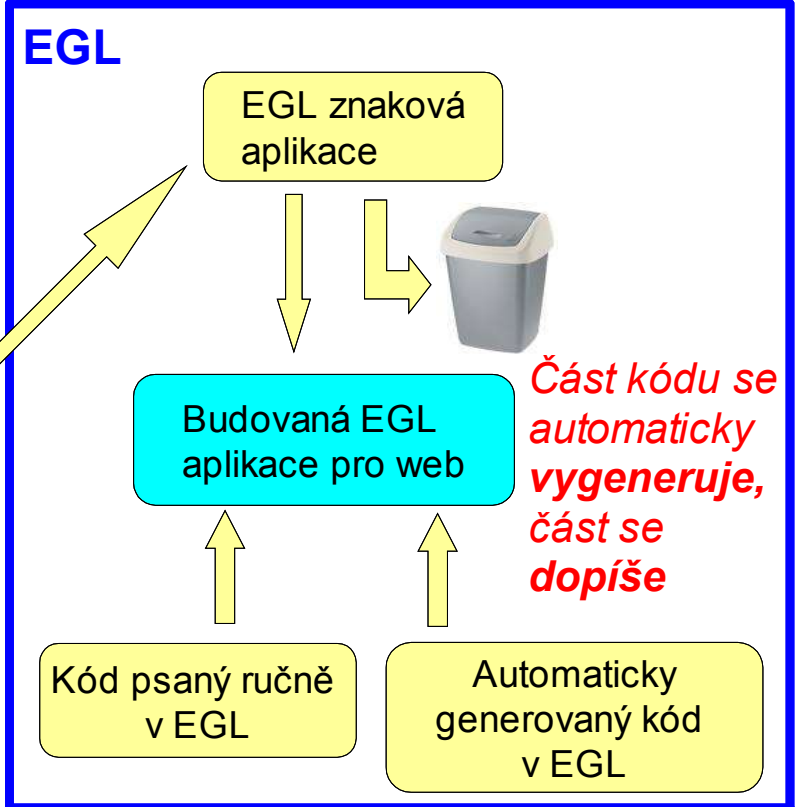 EGL
EGL znaková
aplikace
Budovaná EGL
aplikace pro web
Část kódu se
automaticky
vygeneruje,
část se
dopíše
Kód psaný ručně
v EGL
Automaticky
generovaný kód
v EGL